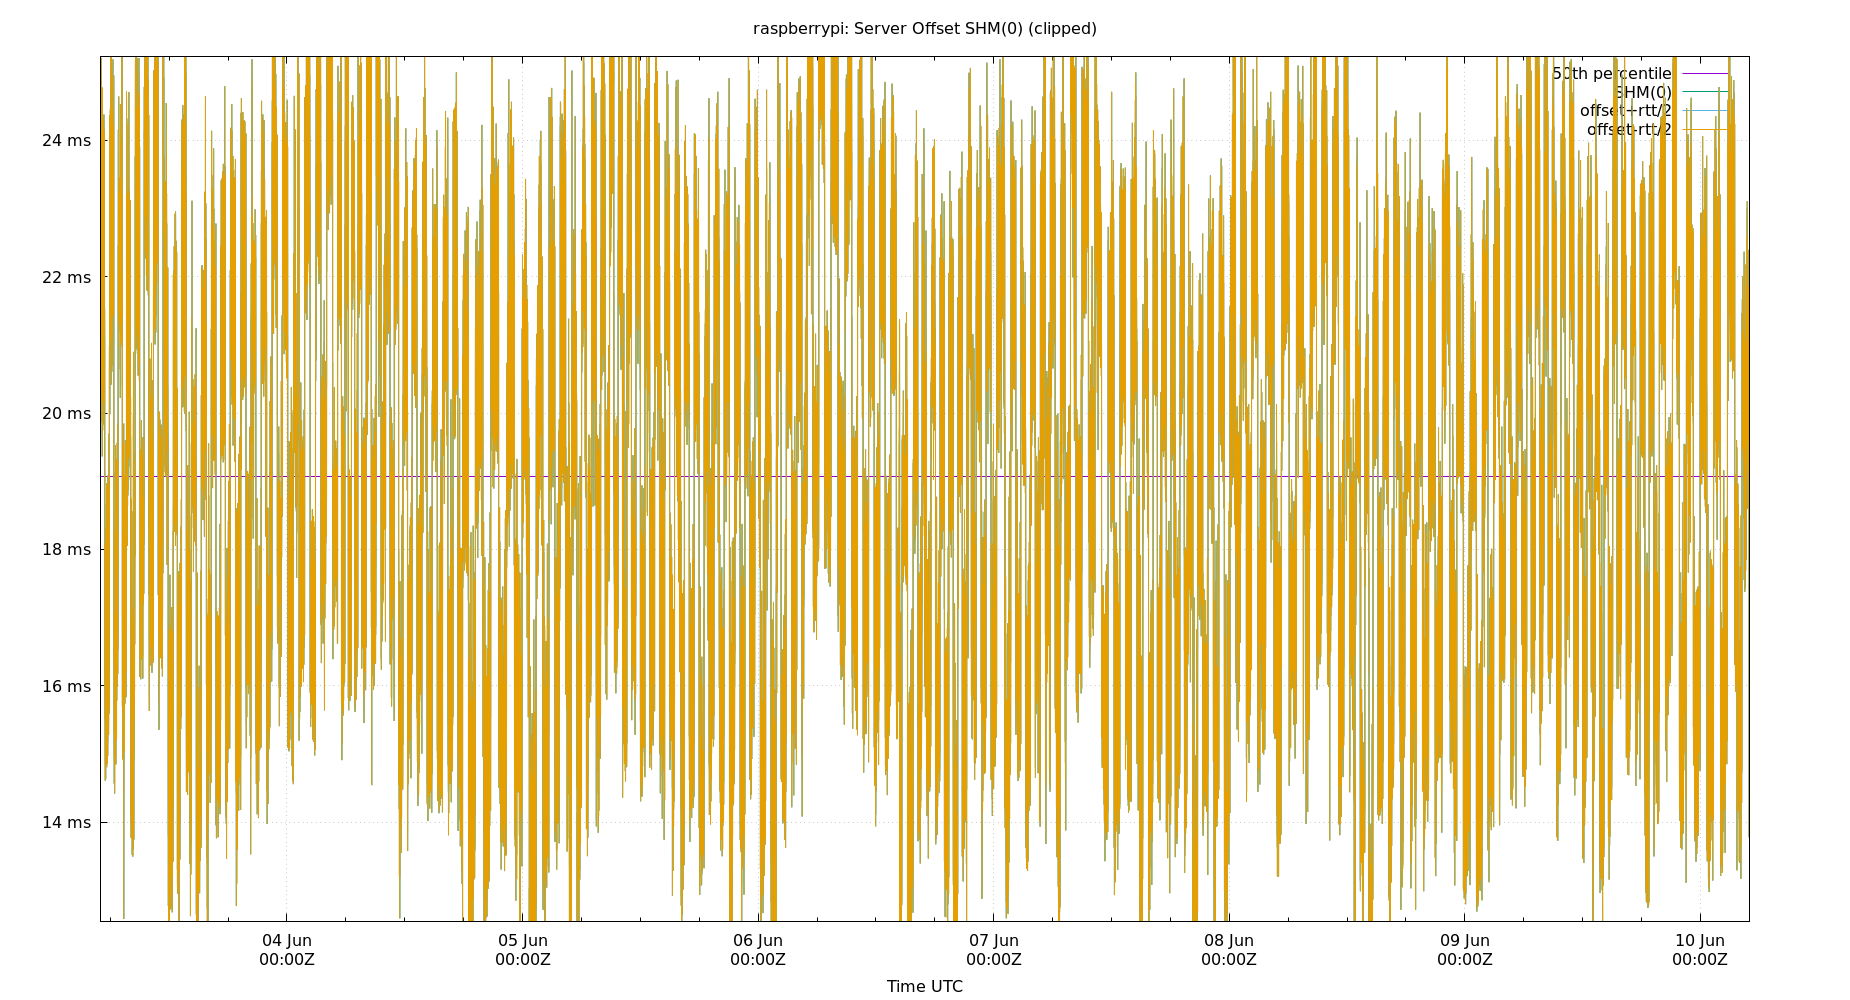 raspberrypi: Server Offset SHM(0) (clipped)
50th percentile
SHM(0)
offset+rtt/2
offset-rtt/2
24 ms
22 ms
20 ms
18 ms
16 ms
14 ms
04 Jun
00:00Z
05 Jun
00:00Z
06 Jun
00:00Z
07 Jun
00:00Z
08 Jun
00:00Z
09 Jun
00:00Z
10 Jun
00:00Z
Time UTC